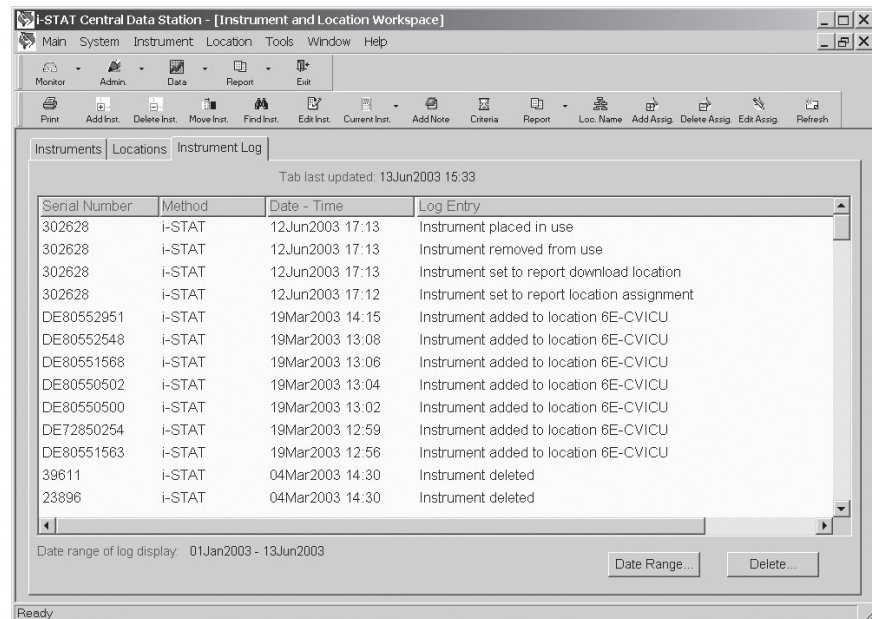 i-STAT Central Data Station - [Instrument and Location Workspace]
Main System Instrument Location Tools Window Help
Monitor Admin. Data Report Exit
Print Add Inst. Delete Inst. Move Inst. Find Inst. Edit Inst. Current Inst. Add Note Criteria Report Loc. Name Add Assig. Delete Assig. Edit Assig. Refresh
Instruments Locations Instrument Log
Tab last updated: 13Jun2003 15:33
Serial Number Method Date - Time Log Entry
302628 i-STAT 12Jun2003 17:13 Instrument placed in use
302628 i-STAT 12Jun2003 17:13 Instrument removed from use
302628 i-STAT 12Jun2003 17:13 Instrument set to report download location
302628 i-STAT 12Jun2003 17:12 Instrument set to report location assignment
DE80552951 i-STAT 19Mar2003 14:15 Instrument added to location 6E-CVICU
DE80552548 i-STAT 19Mar2003 13:08 Instrument added to location 6E-CVICU
DE80551568 i-STAT 19Mar2003 13:06 Instrument added to location 6E-CVICU
DE80550502 i-STAT 19Mar2003 13:04 Instrument added to location 6E-CVICU
DE80550500 i-STAT 19Mar2003 13:02 Instrument added to location 6E-CVICU
DE72850254 i-STAT 19Mar2003 12:59 Instrument added to location 6E-CVICU
DE80551563 i-STAT 19Mar2003 12:56 Instrument added to location 6E-CVICU
39611 i-STAT 04Mar2003 14:30 Instrument deleted
23896 i-STAT 04Mar2003 14:30 Instrument deleted
Date range of log display: 01Jan2003 - 13Jun2003
Date Range... Delete...
Ready